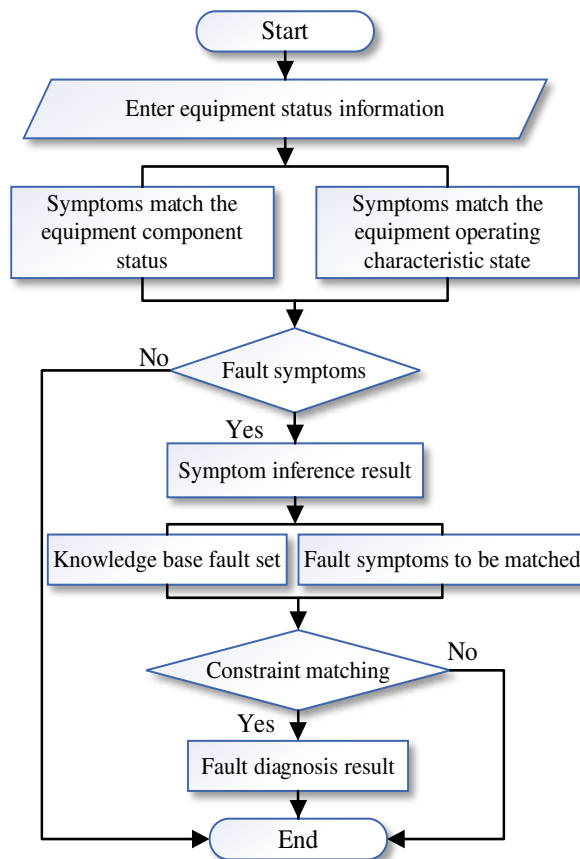 Start
Enter equipment status information
Symptoms match the
equipment component
status
Symptoms match the
equipment operating
characteristic state
No
Fault symptoms
Yes
Symptom inference result
Knowledge base fault set
Fault symptoms to be matched
Constraint matching
No
Yes
Fault diagnosis result
End